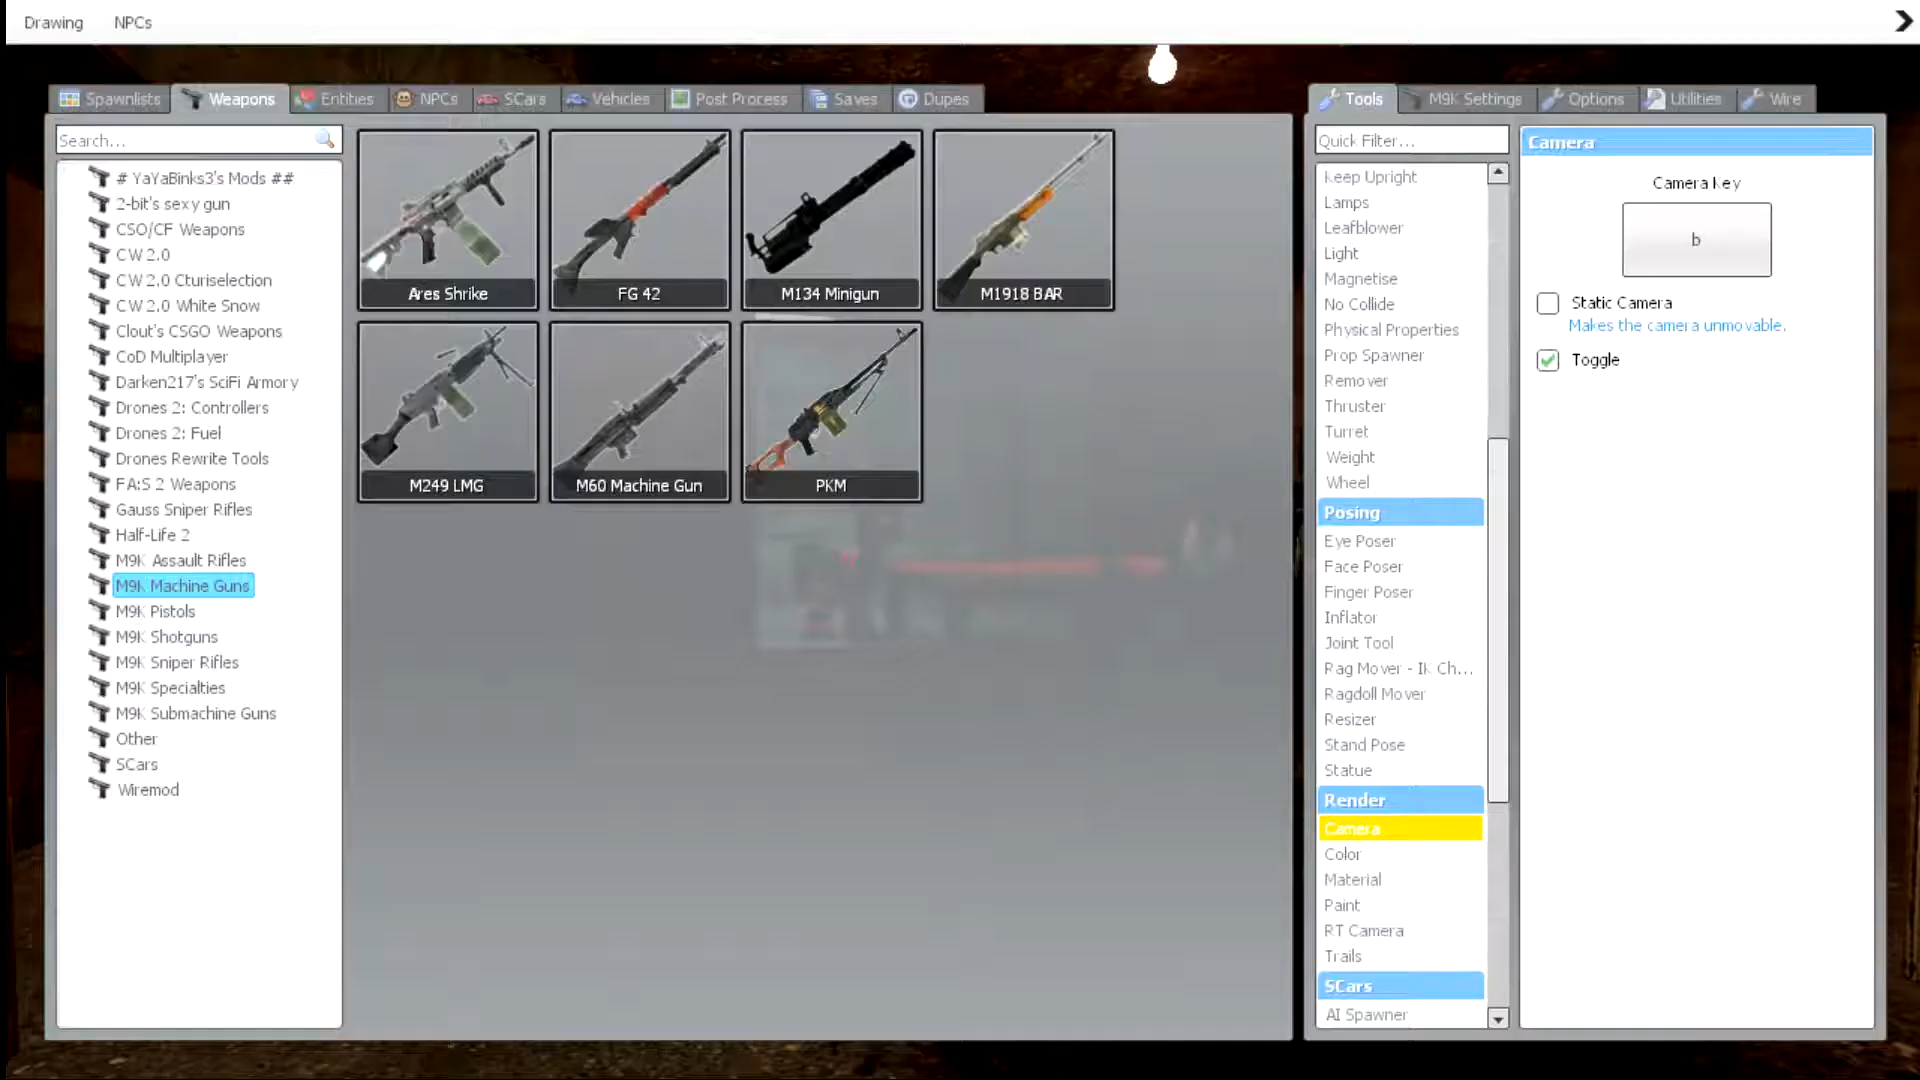 Drawing NPCs
Spawnlists Weapons Entities NPCs SCars Vehicles Post Process Saves Dupes
Search...
# YaYaBinks3's Mods ##
2-bit's sexy gun
CSO/CF Weapons
CW 2.0
CW 2.0 Cturiselection
CW 2.0 White Snow
Clout's CSGO Weapons
CoD Multiplayer
Darken217's SciFi Armory
Drones 2: Controllers
Drones 2: Fuel
Drones Rewrite Tools
FA:S 2 Weapons
Gauss Sniper Rifles
Half-Life 2
M9K Assault Rifles
M9K Machine Guns
M9K Pistols
M9K Shotguns
M9K Sniper Rifles
M9K Specialties
M9K Submachine Guns
Other
SCars
Wiremod
Ares Shrike
FG 42
M134 Minigun
M1918 BAR
M249 LMG
M60 Machine Gun
PKM
Tools M9K Settings Options Utilities Wire
Quick Filter...
Keep Upright
Lamps
Leafblower
Light
Magnetise
No Collide
Physical Properties
Prop Spawner
Remover
Thruster
Turret
Weight
Wheel
Posing
Eye Poser
Face Poser
Finger Poser
Inflator
Joint Tool
Rag Mover - IK Ch...
Ragdoll Mover
Resizer
Stand Pose
Statue
Render
Camera
Color
Material
Paint
RT Camera
Trails
SCars
AI Spawner
Camera
Camera Key
b
Static Camera
Makes the camera unmovable.
Toggle